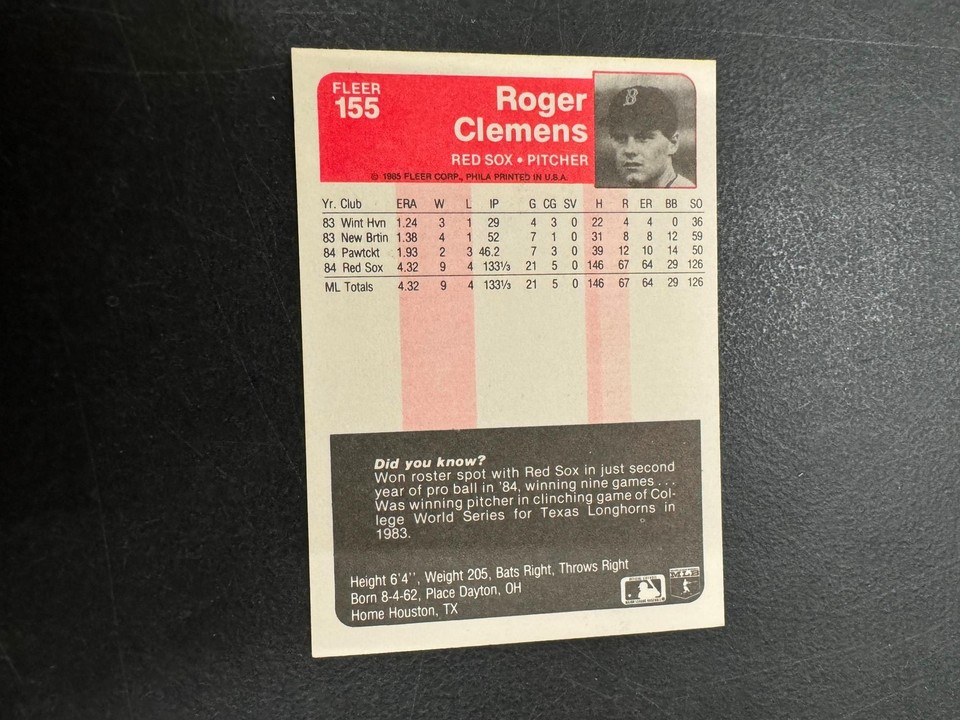 FLEER
155
Roger
Clemens
RED SOX • PITCHER
© 1985 FLEER CORP., PHILA PRINTED IN U.S.A.
Yr. Club ERA W L IP G CG SV H R ER BB SO
83 Wint Hvn 1.24 3 1 29 4 3 0 22 4 4 0 36
83 New Brtin 1.38 4 1 52 7 1 0 31 8 8 12 59
84 Pawtckt 1.93 2 3 46.2 7 3 0 39 12 10 14 50
84 Red Sox 4.32 9 4 133⅓ 21 5 0 146 67 64 29 126
ML Totals 4.32 9 4 133⅓ 21 5 0 146 67 64 29 126
Did you know?
Won roster spot with Red Sox in just second
year of pro ball in '84, winning nine games . . .
Was winning pitcher in clinching game of Col-
lege World Series for Texas Longhorns in
1983.
Height 6'4'', Weight 205, Bats Right, Throws Right
Born 8-4-62, Place Dayton, OH
Home Houston, TX